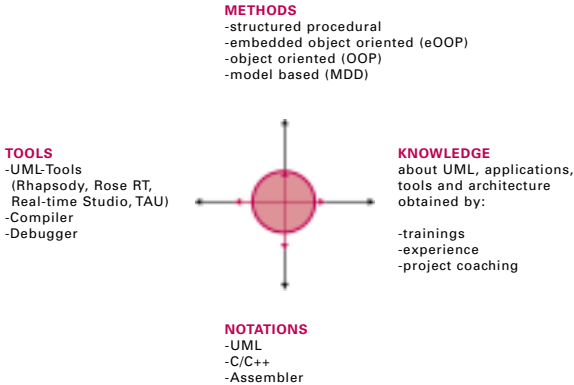 METHODS
-structured procedural
-embedded object oriented (eOOP)
-object oriented (OOP)
-model based (MDD)
TOOLS
-UML-Tools
(Rhapsody, Rose RT,
Real-time Studio, TAU)
-Compiler
-Debugger
KNOWLEDGE
about UML, applications,
tools and architecture
obtained by:
-trainings
-experience
-project coaching
NOTATIONS
-UML
-C/C++
-Assembler